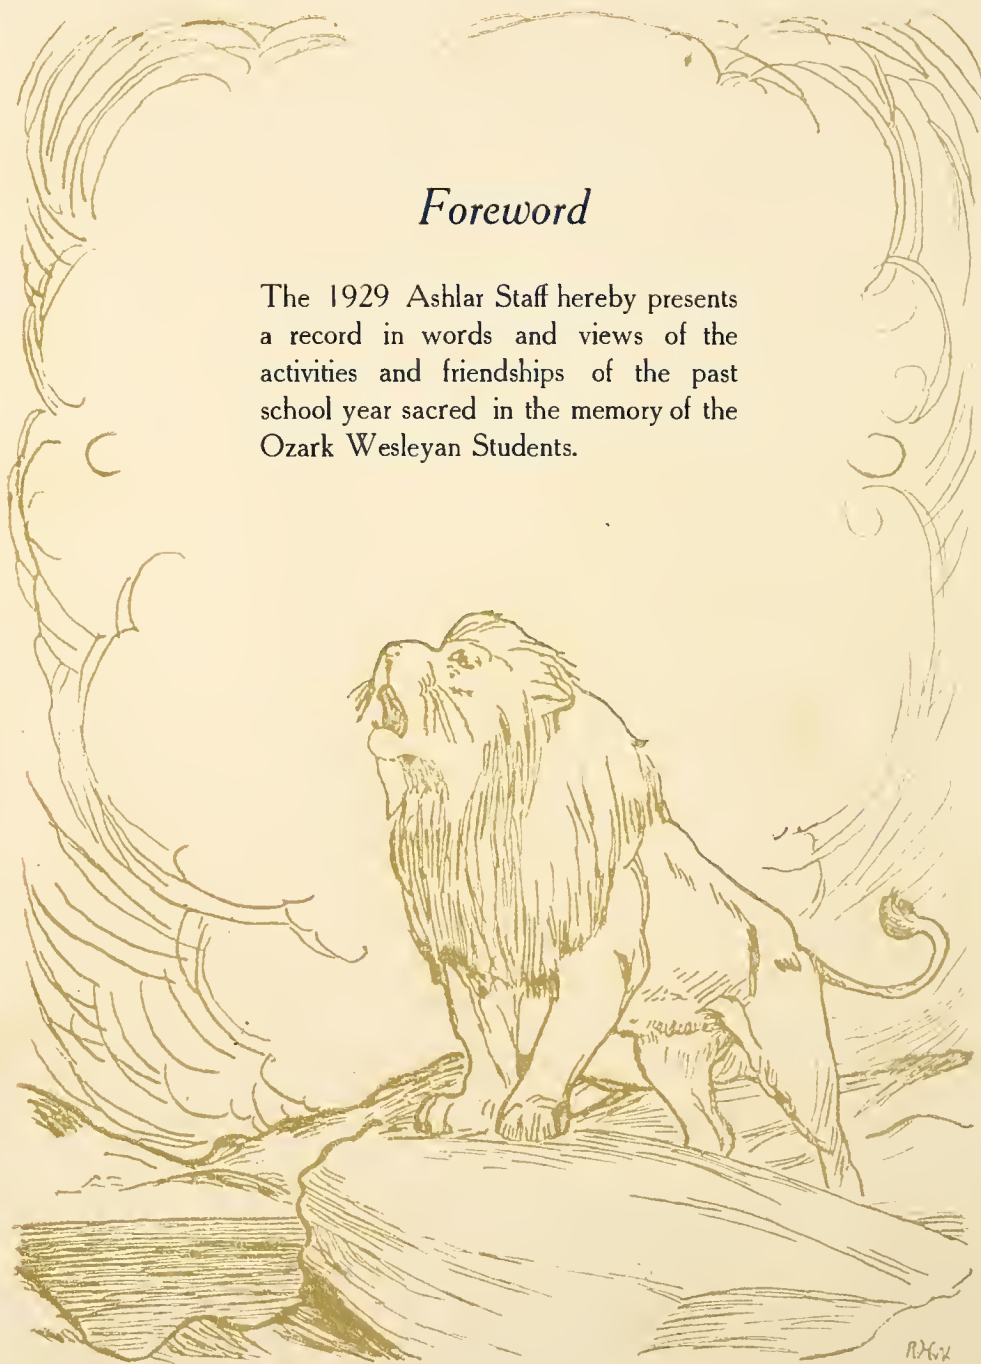 Foreword
The 1929 Ashlar Staff hereby presents
a record in words and views of the
activities and friendships of the past
school year sacred in the memory of the
Ozark Wesleyan Students.